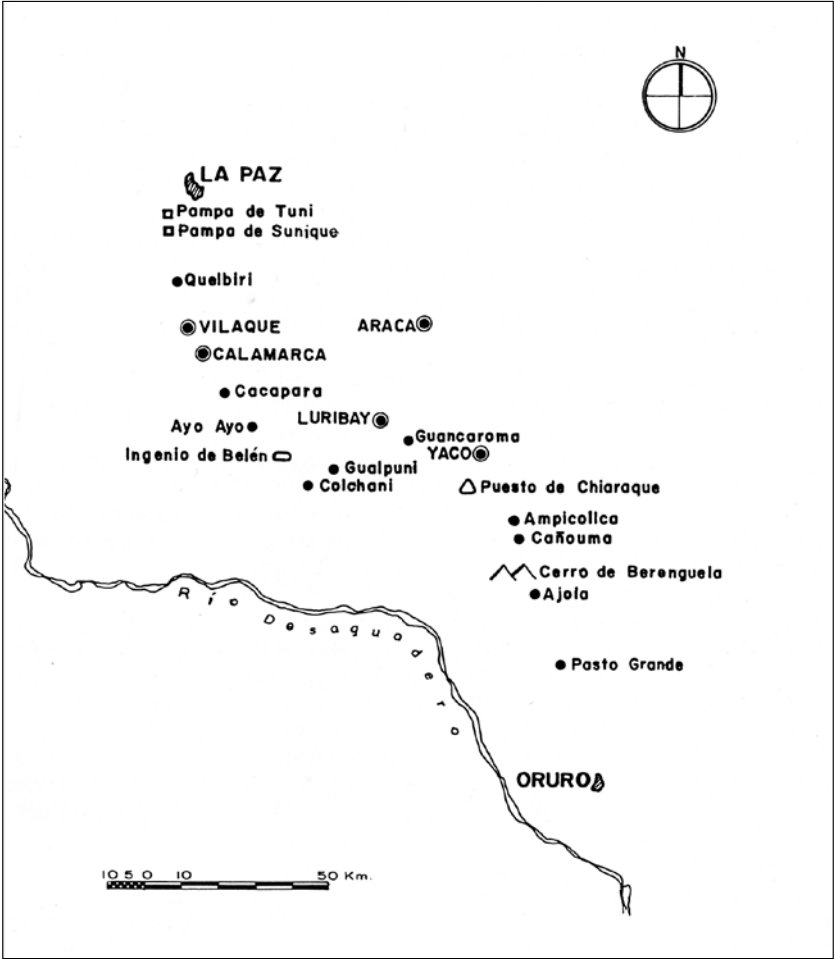 N
LA PAZ
Pampa de Tuni
Pampa de Sunique
Quelbiri
VILAQUE
ARACA
CALAMARCA
Cacapara
Ayo Ayo
LURIBAY
Guancaroma
Ingenio de Belén
YACO
Gualpuni
Colchani
Puesto de Chiaraque
Ampicollca
Cañouma
Cerro de Berenguela
Ajola
Río Desaguadero
Pasto Grande
ORURO
10 5 0 10 50 Km.